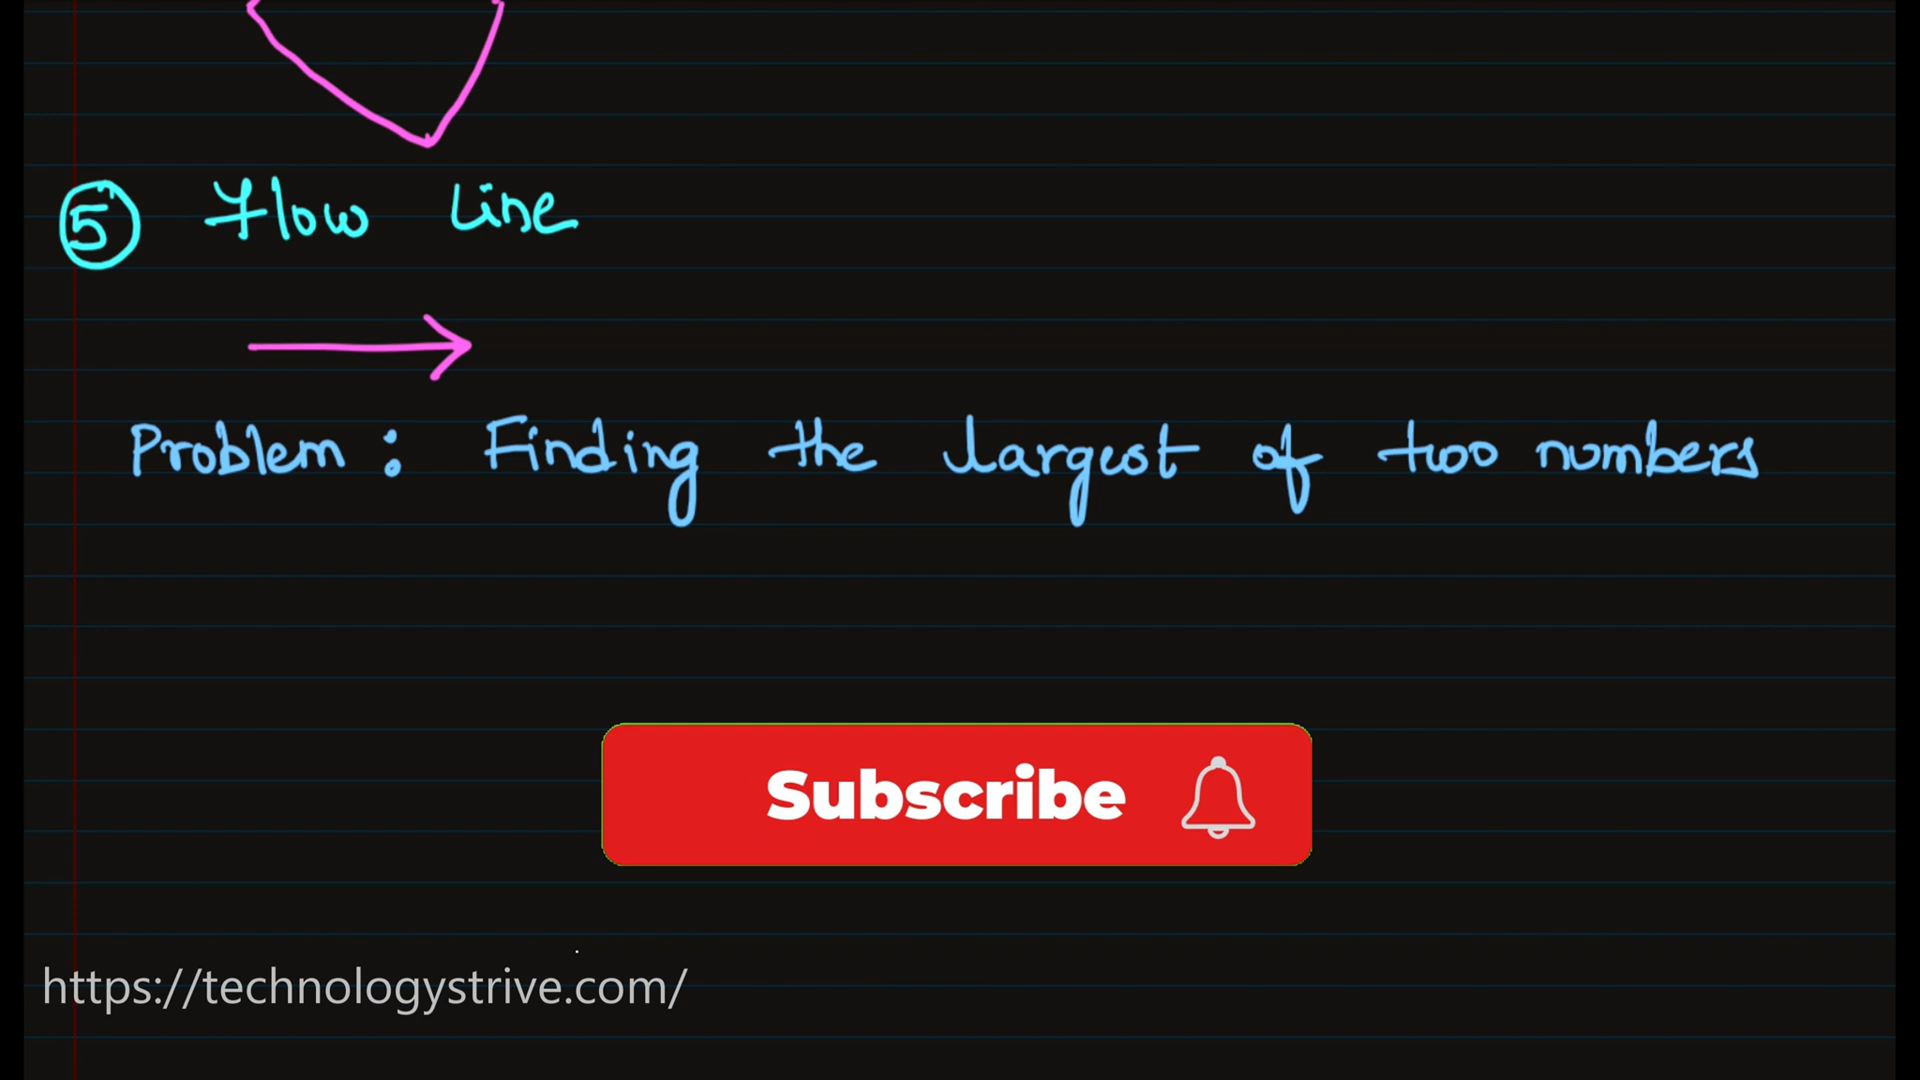 ⑤ Flow Line
Problem : Finding the largest of two numbers
Subscribe
https://technologystrive.com/